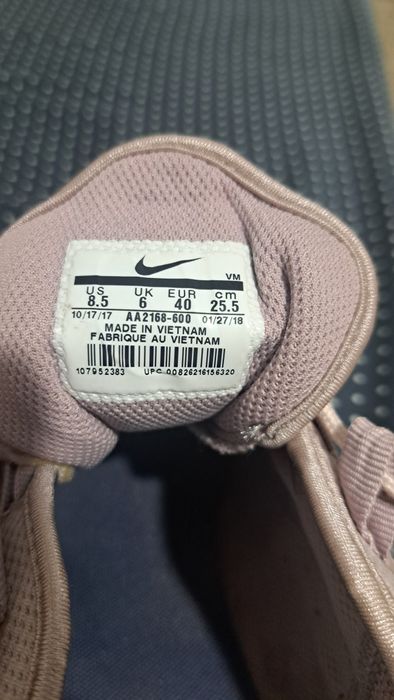 VM
US UK EUR cm
8.5 6 40 25.5
10/17/17 AA2168-600 01/27/18
MADE IN VIETNAM
FABRIQUE AU VIETNAM
107952383 UPC 00826216156320